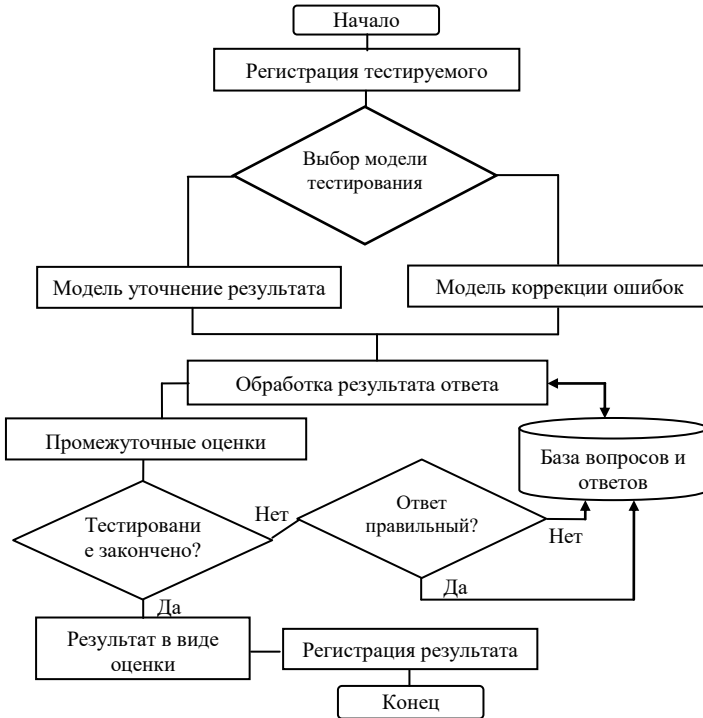 Начало
Регистрация тестируемого
Выбор модели
тестирования
Модель уточнение результата
Модель коррекции ошибок
Обработка результата ответа
Промежуточные оценки
База вопросов и
ответов
Тестировани
е закончено?
Нет
Ответ
правильный?
Нет
Да
Да
Результат в виде
оценки
Регистрация результата
Конец